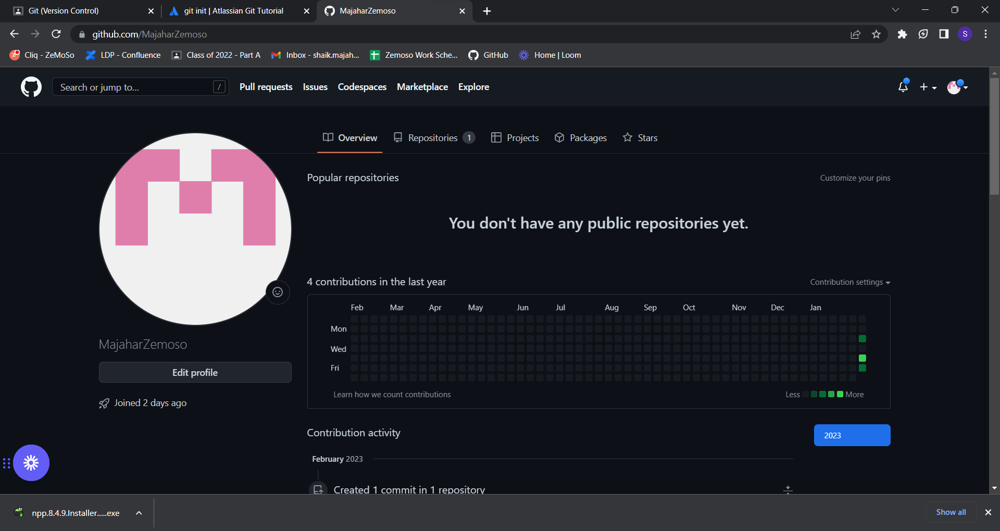 Git (Version Control)
git init | Atlassian Git Tutorial
MajaharZemoso
github.com/MajaharZemoso
S
Cliq - ZeMoSo
LDP - Confluence
Class of 2022 - Part A
Inbox - shaik.majah...
Zemoso Work Sche...
GitHub
Home | Loom
Search or jump to...
/
Pull requests
Issues
Codespaces
Marketplace
Explore
Overview
Repositories 1
Projects
Packages
Stars
Popular repositories
Customize your pins
You don't have any public repositories yet.
4 contributions in the last year
Contribution settings
Feb Mar Apr May Jun Jul Aug Sep Oct Nov Dec Jan
Mon
Wed
Fri
Learn how we count contributions
Less More
MajaharZemoso
Edit profile
Joined 2 days ago
Contribution activity
2023
February 2023
Created 1 commit in 1 repository
npp.8.4.9.Installer.....exe
Show all